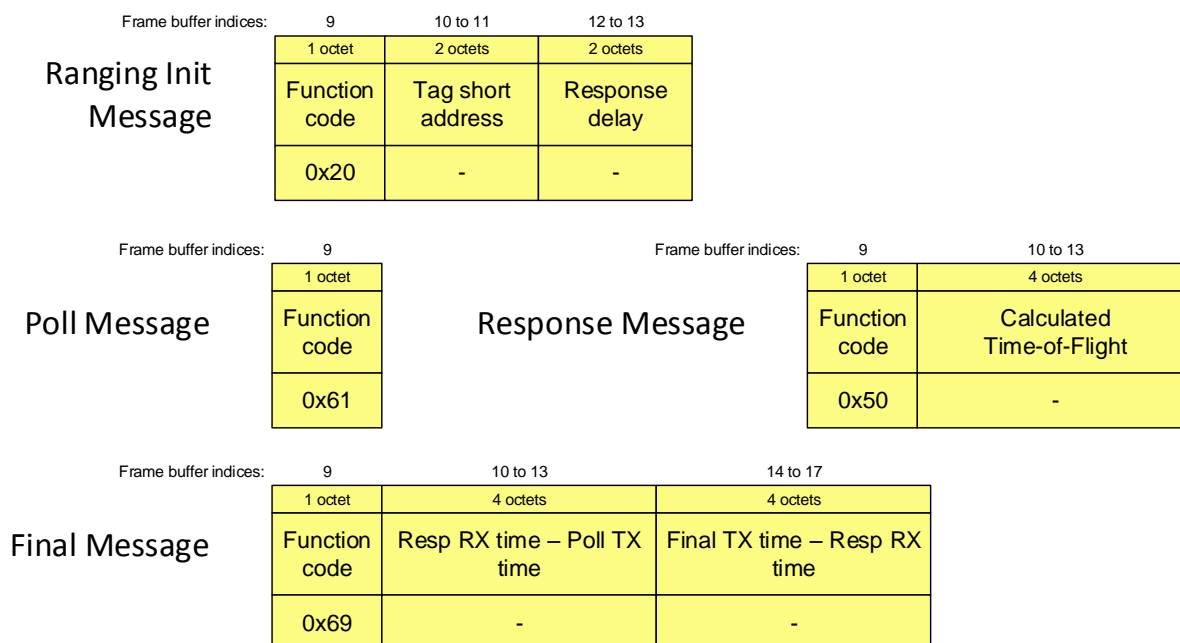 Frame buffer indices: 9 10 to 11 12 to 13
1 octet 2 octets 2 octets
Ranging Init
Message
Function
code
Tag short
address
Response
delay
0x20 - -
Frame buffer indices: 9
1 octet
Poll Message
Function
code
0x61
Frame buffer indices: 9 10 to 13
1 octet 4 octets
Response Message
Function
code
Calculated
Time-of-Flight
0x50 -
Frame buffer indices: 9 10 to 13 14 to 17
1 octet 4 octets 4 octets
Final Message
Function
code
Resp RX time – Poll TX
time
Final TX time – Resp RX
time
0x69 - -